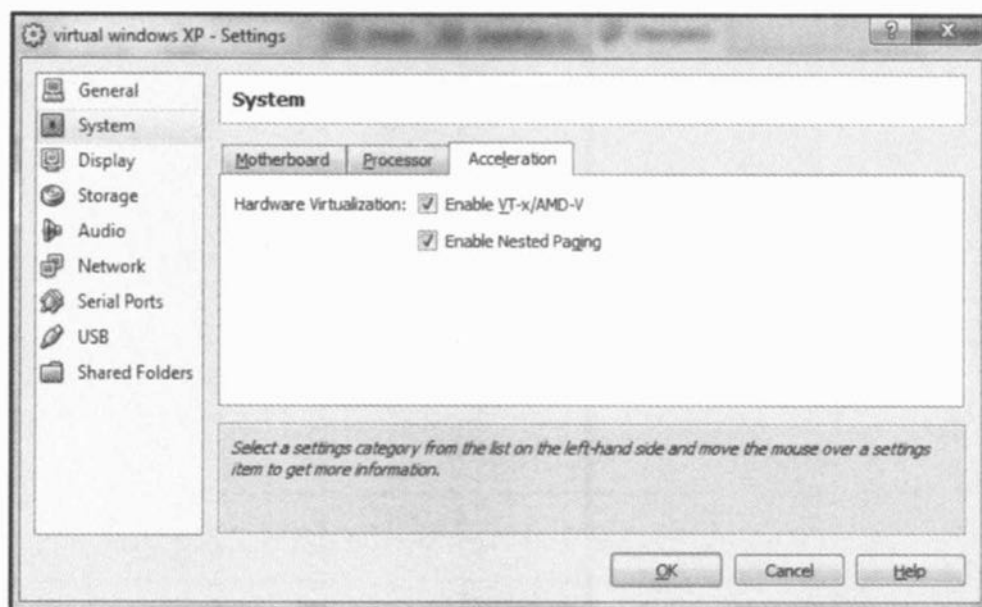 virtual windows XP - Settings
?
X
General
System
Display
Storage
Audio
Network
Serial Ports
USB
Shared Folders
System
Motherboard
Processor
Acceleration
Hardware Virtualization: Enable VT-x/AMD-V
Enable Nested Paging
Select a settings category from the list on the left-hand side and move the mouse over a settings
item to get more information.
OK
Cancel
Help